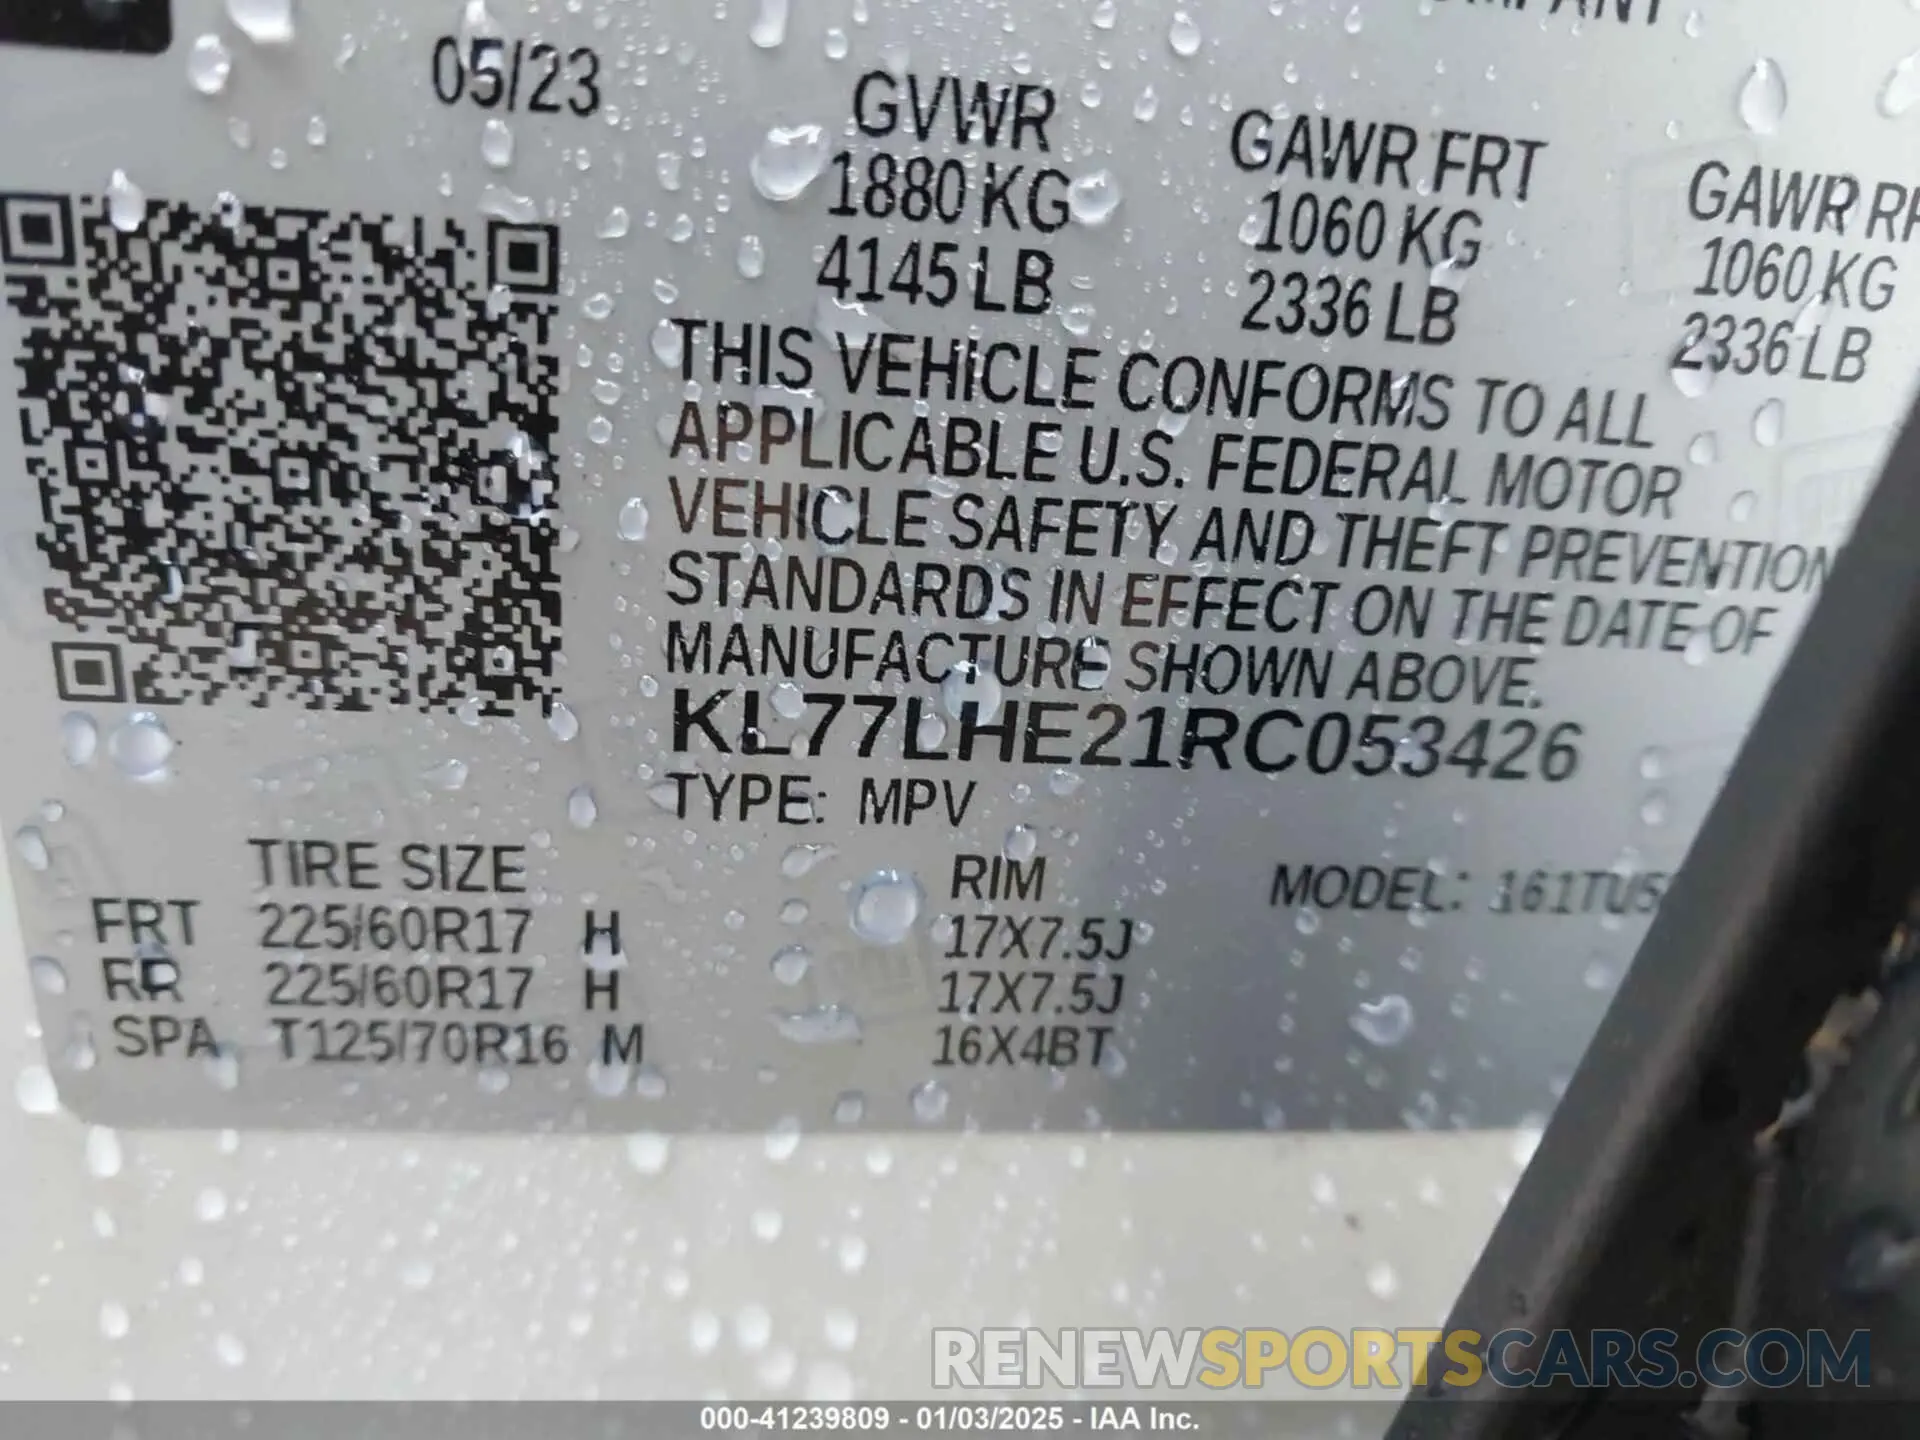 05/23
GVWR
1880 KG
4145 LB
GAWR FRT
1060 KG
2336 LB
GAWR
1060 KG
2336 LB
THIS VEHICLE CONFORMS TO ALL
APPLICABLE U.S. FEDERAL MOTOR
VEHICLE SAFETY AND THEFT PREVENTION
STANDARDS IN EFFECT ON THE DATE OF
MANUFACTURE SHOWN ABOVE.
KL77LHE21RC053426
TYPE: MPV
TIRE SIZE RIM MODEL:
FRT 225/60R17 H 17X7.5J
RR 225/60R17 H 17X7.5J
SPA T125/70R16 M 16X4BT
RENEWSPORTSCARS.COM
000-41239809 - 01/03/2025 - IAA Inc.